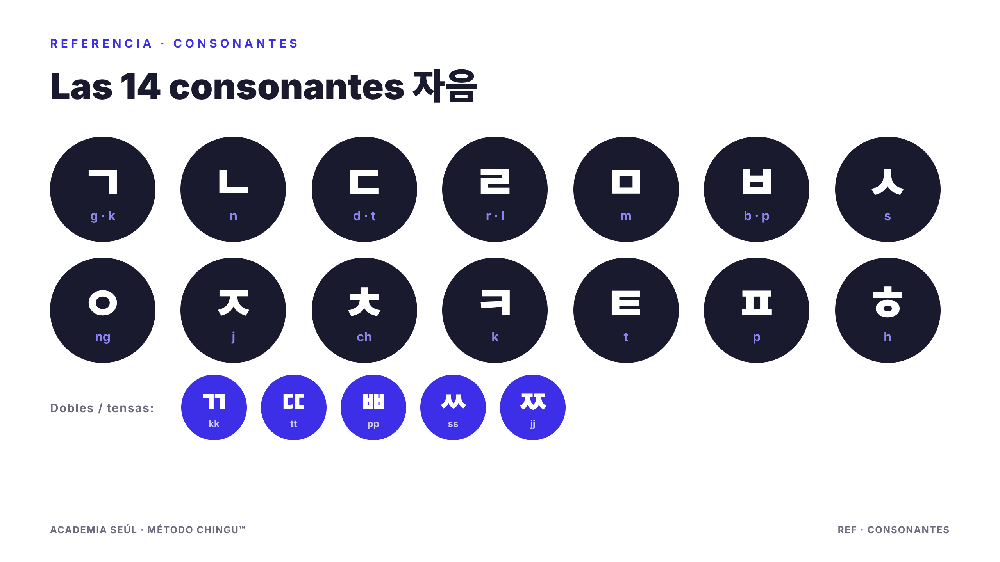 REFERENCIA · CONSONANTES
Las 14 consonantes 자음
ㄱ ㄴ ㄷ ㄹ ㅁ ㅂ ㅅ
g · k n d · t r · l m b · p s
ㅇ ㅈ ㅊ ㅋ ㅌ ㅍ ㅎ
ng j ch k t p h
Dobles / tensas: ㄲ ㄸ ㅃ ㅆ ㅉ
kk tt pp ss jj
ACADEMIA SEÚL · MÉTODO CHINGU™ REF · CONSONANTES